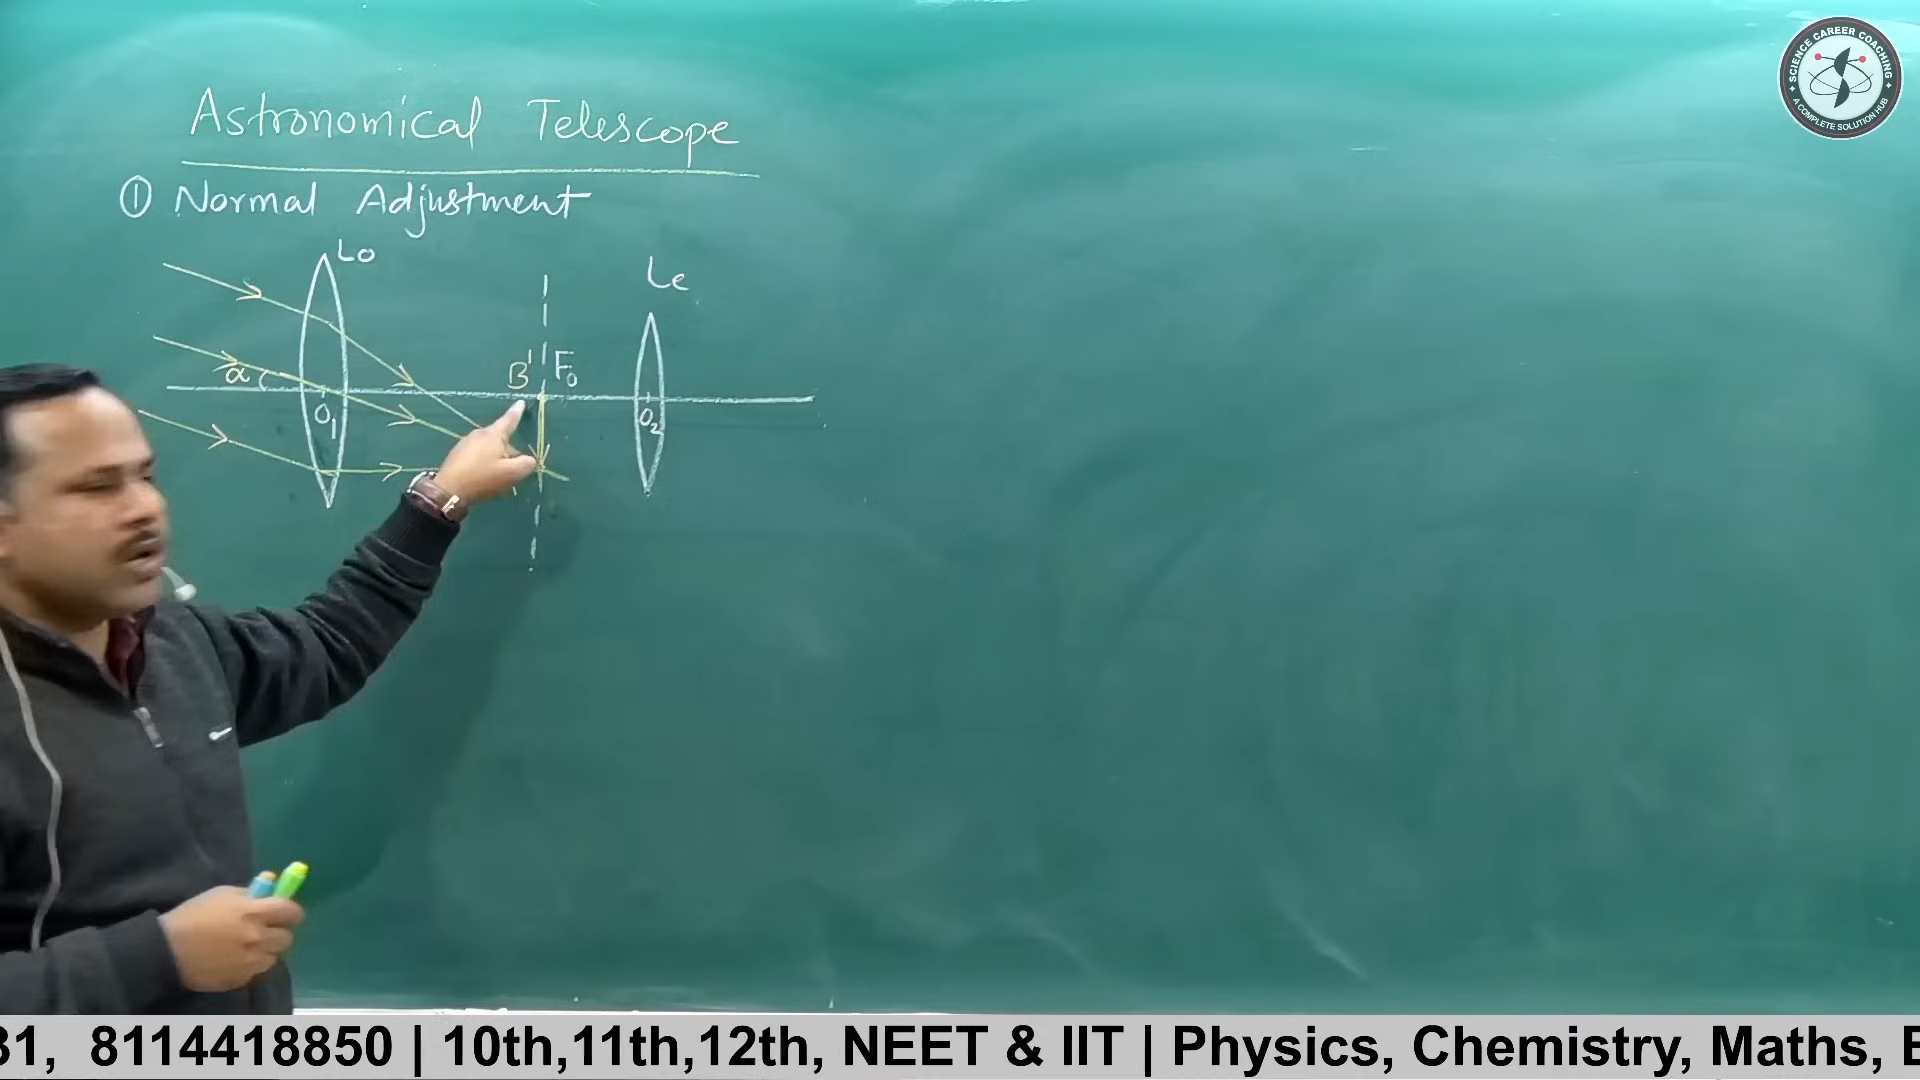 Astronomical Telescope
① Normal Adjustment
Lo
Le
B' Fo
α
O1
O2
SCIENCE CAREER COACHING
A COMPLETE SOLUTION HUB
31, 8114418850 | 10th,11th,12th, NEET & IIT | Physics, Chemistry, Maths, E